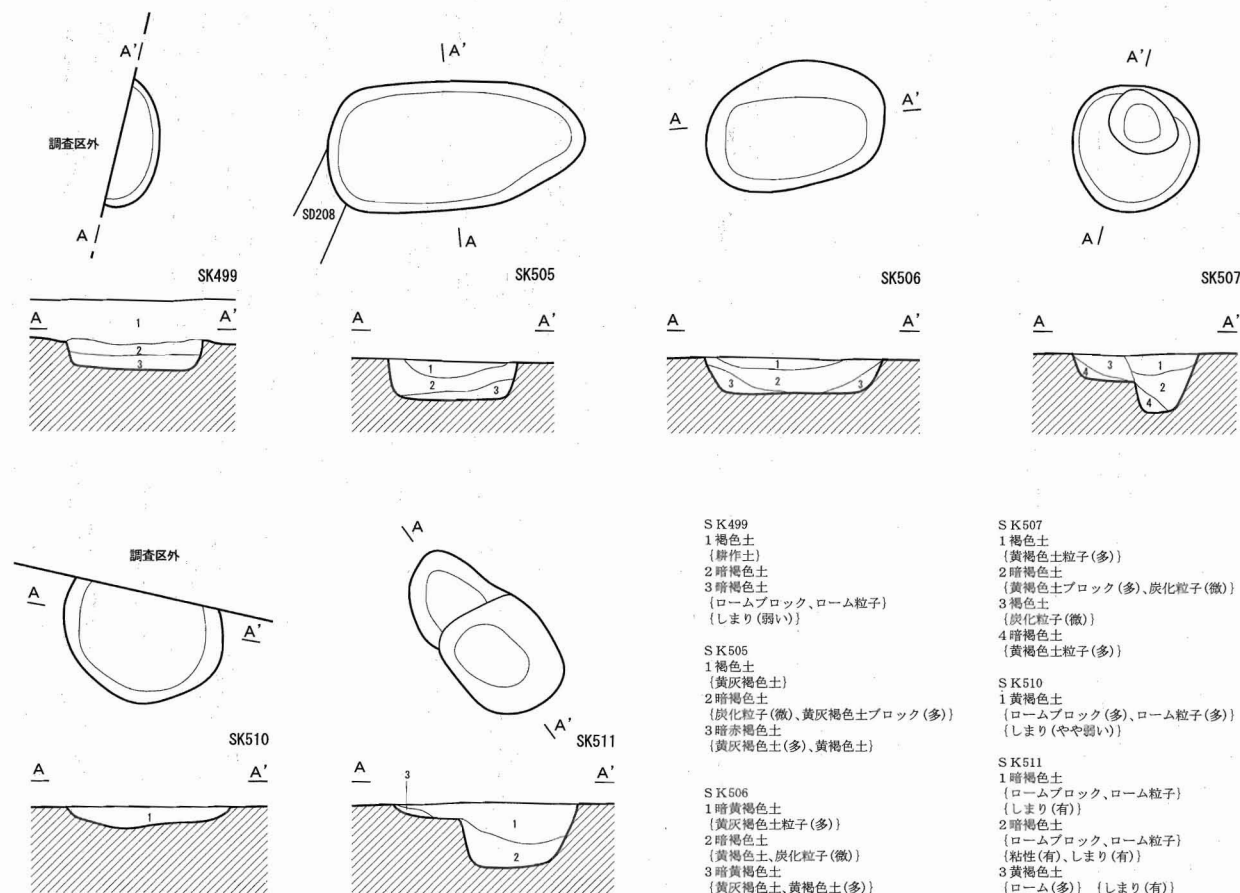 A'
調査区外
A
SK499
A
A'
1
2
3
A'
SD208
A
SK505
A
A'
1
2
3
A
A'
SK506
A
A'
1
2
3
3
A'
A
SK507
A
A'
3
1
4
2
4
調査区外
A
A'
SK510
A
A'
1
A
A'
SK511
A
A'
3
1
2
SK499
1褐色土
{耕作土}
2暗褐色土
3暗褐色土
{ロームブロック、ローム粒子}
{しまり(弱い)}
SK505
1褐色土
{黄灰褐色土}
2暗褐色土
{炭化粒子(微)、黄灰褐色土ブロック(多)}
3暗赤褐色土
{黄灰褐色土(多)、黄褐色土}
SK506
1暗黄褐色土
{黄灰褐色土粒子(多)}
2暗褐色土
{黄褐色土、炭化粒子(微)}
3暗黄褐色土
{黄灰褐色土、黄褐色土(多)}
SK507
1褐色土
{黄褐色土粒子(多)}
2暗褐色土
{黄褐色土ブロック(多)、炭化粒子(微)}
3褐色土
{炭化粒子(微)}
4暗褐色土
{黄褐色土粒子(多)}
SK510
1黄褐色土
{ロームブロック(多)、ローム粒子(多)}
{しまり(やや弱い)}
SK511
1暗褐色土
{ロームブロック、ローム粒子}
{しまり(有)}
2暗褐色土
{ロームブロック、ローム粒子}
{粘性(有)、しまり(有)}
3黄褐色土
{ローム(多)} {しまり(有)}